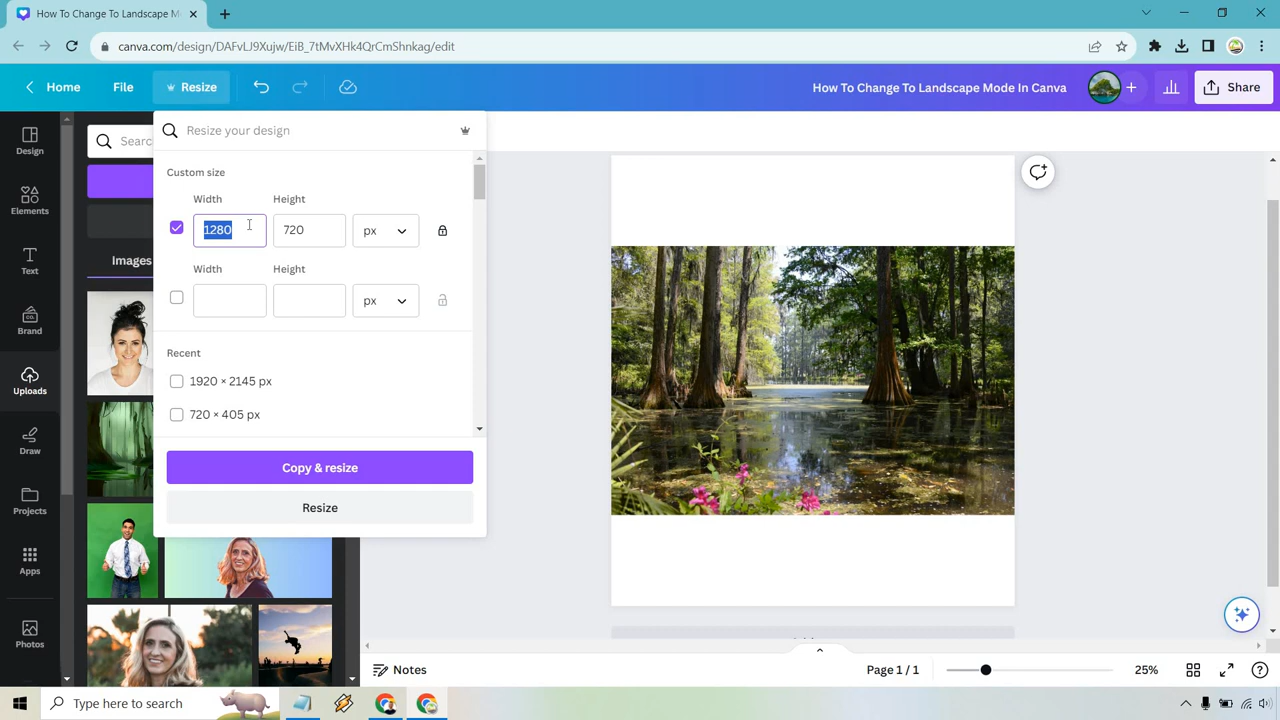 How To Change To Landscape M
canva.com/design/DAFvLJ9Xujw/EiB_7tMvXHk4QrCmShnkag/edit
Home
File
Resize
How To Change To Landscape Mode In Canva
Share
Design
Elements
Text
Brand
Uploads
Draw
Projects
Apps
Photos
Searc
Images
Resize your design
Custom size
Width
Height
1280
720
px
Width
Height
px
Recent
1920 × 2145 px
720 × 405 px
Copy & resize
Resize
Notes
Page 1 / 1
25%
Type here to search